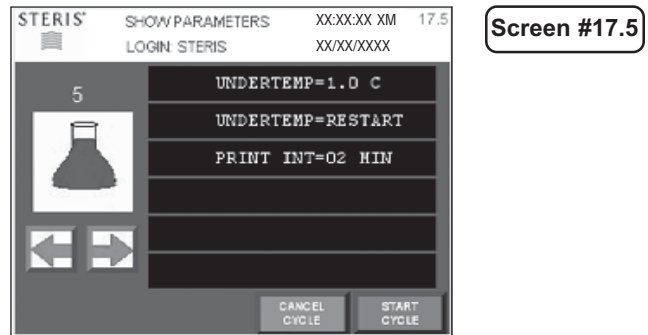 STERIS® SHOW PARAMETERS XX:XX:XX XM 17.5
LOGIN: STERIS XX/XX/XXXX
Screen #17.5
5
UNDERTEMP=1.0 C
UNDERTEMP=RESTART
PRINT INT=02 MIN
CANCEL CYCLE
START CYCLE